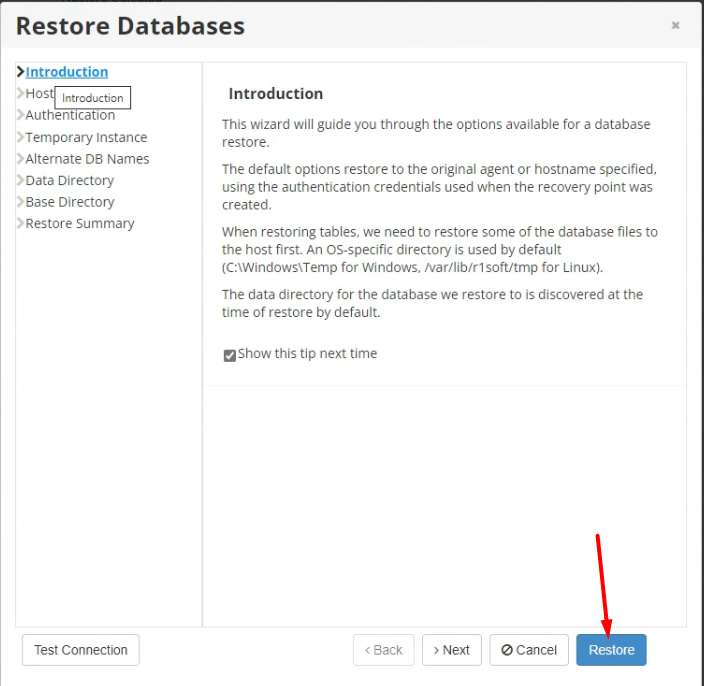 Restore Databases
×
Introduction
Host
Introduction
Authentication
Temporary Instance
Alternate DB Names
Data Directory
Base Directory
Restore Summary
Introduction
This wizard will guide you through the options available for a database
restore.
The default options restore to the original agent or hostname specified,
using the authentication credentials used when the recovery point was
created.
When restoring tables, we need to restore some of the database files to
the host first. An OS-specific directory is used by default
(C:\Windows\Temp for Windows, /var/lib/r1soft/tmp for Linux).
The data directory for the database we restore to is discovered at the
time of restore by default.
Show this tip next time
Test Connection
Back
Next
Cancel
Restore